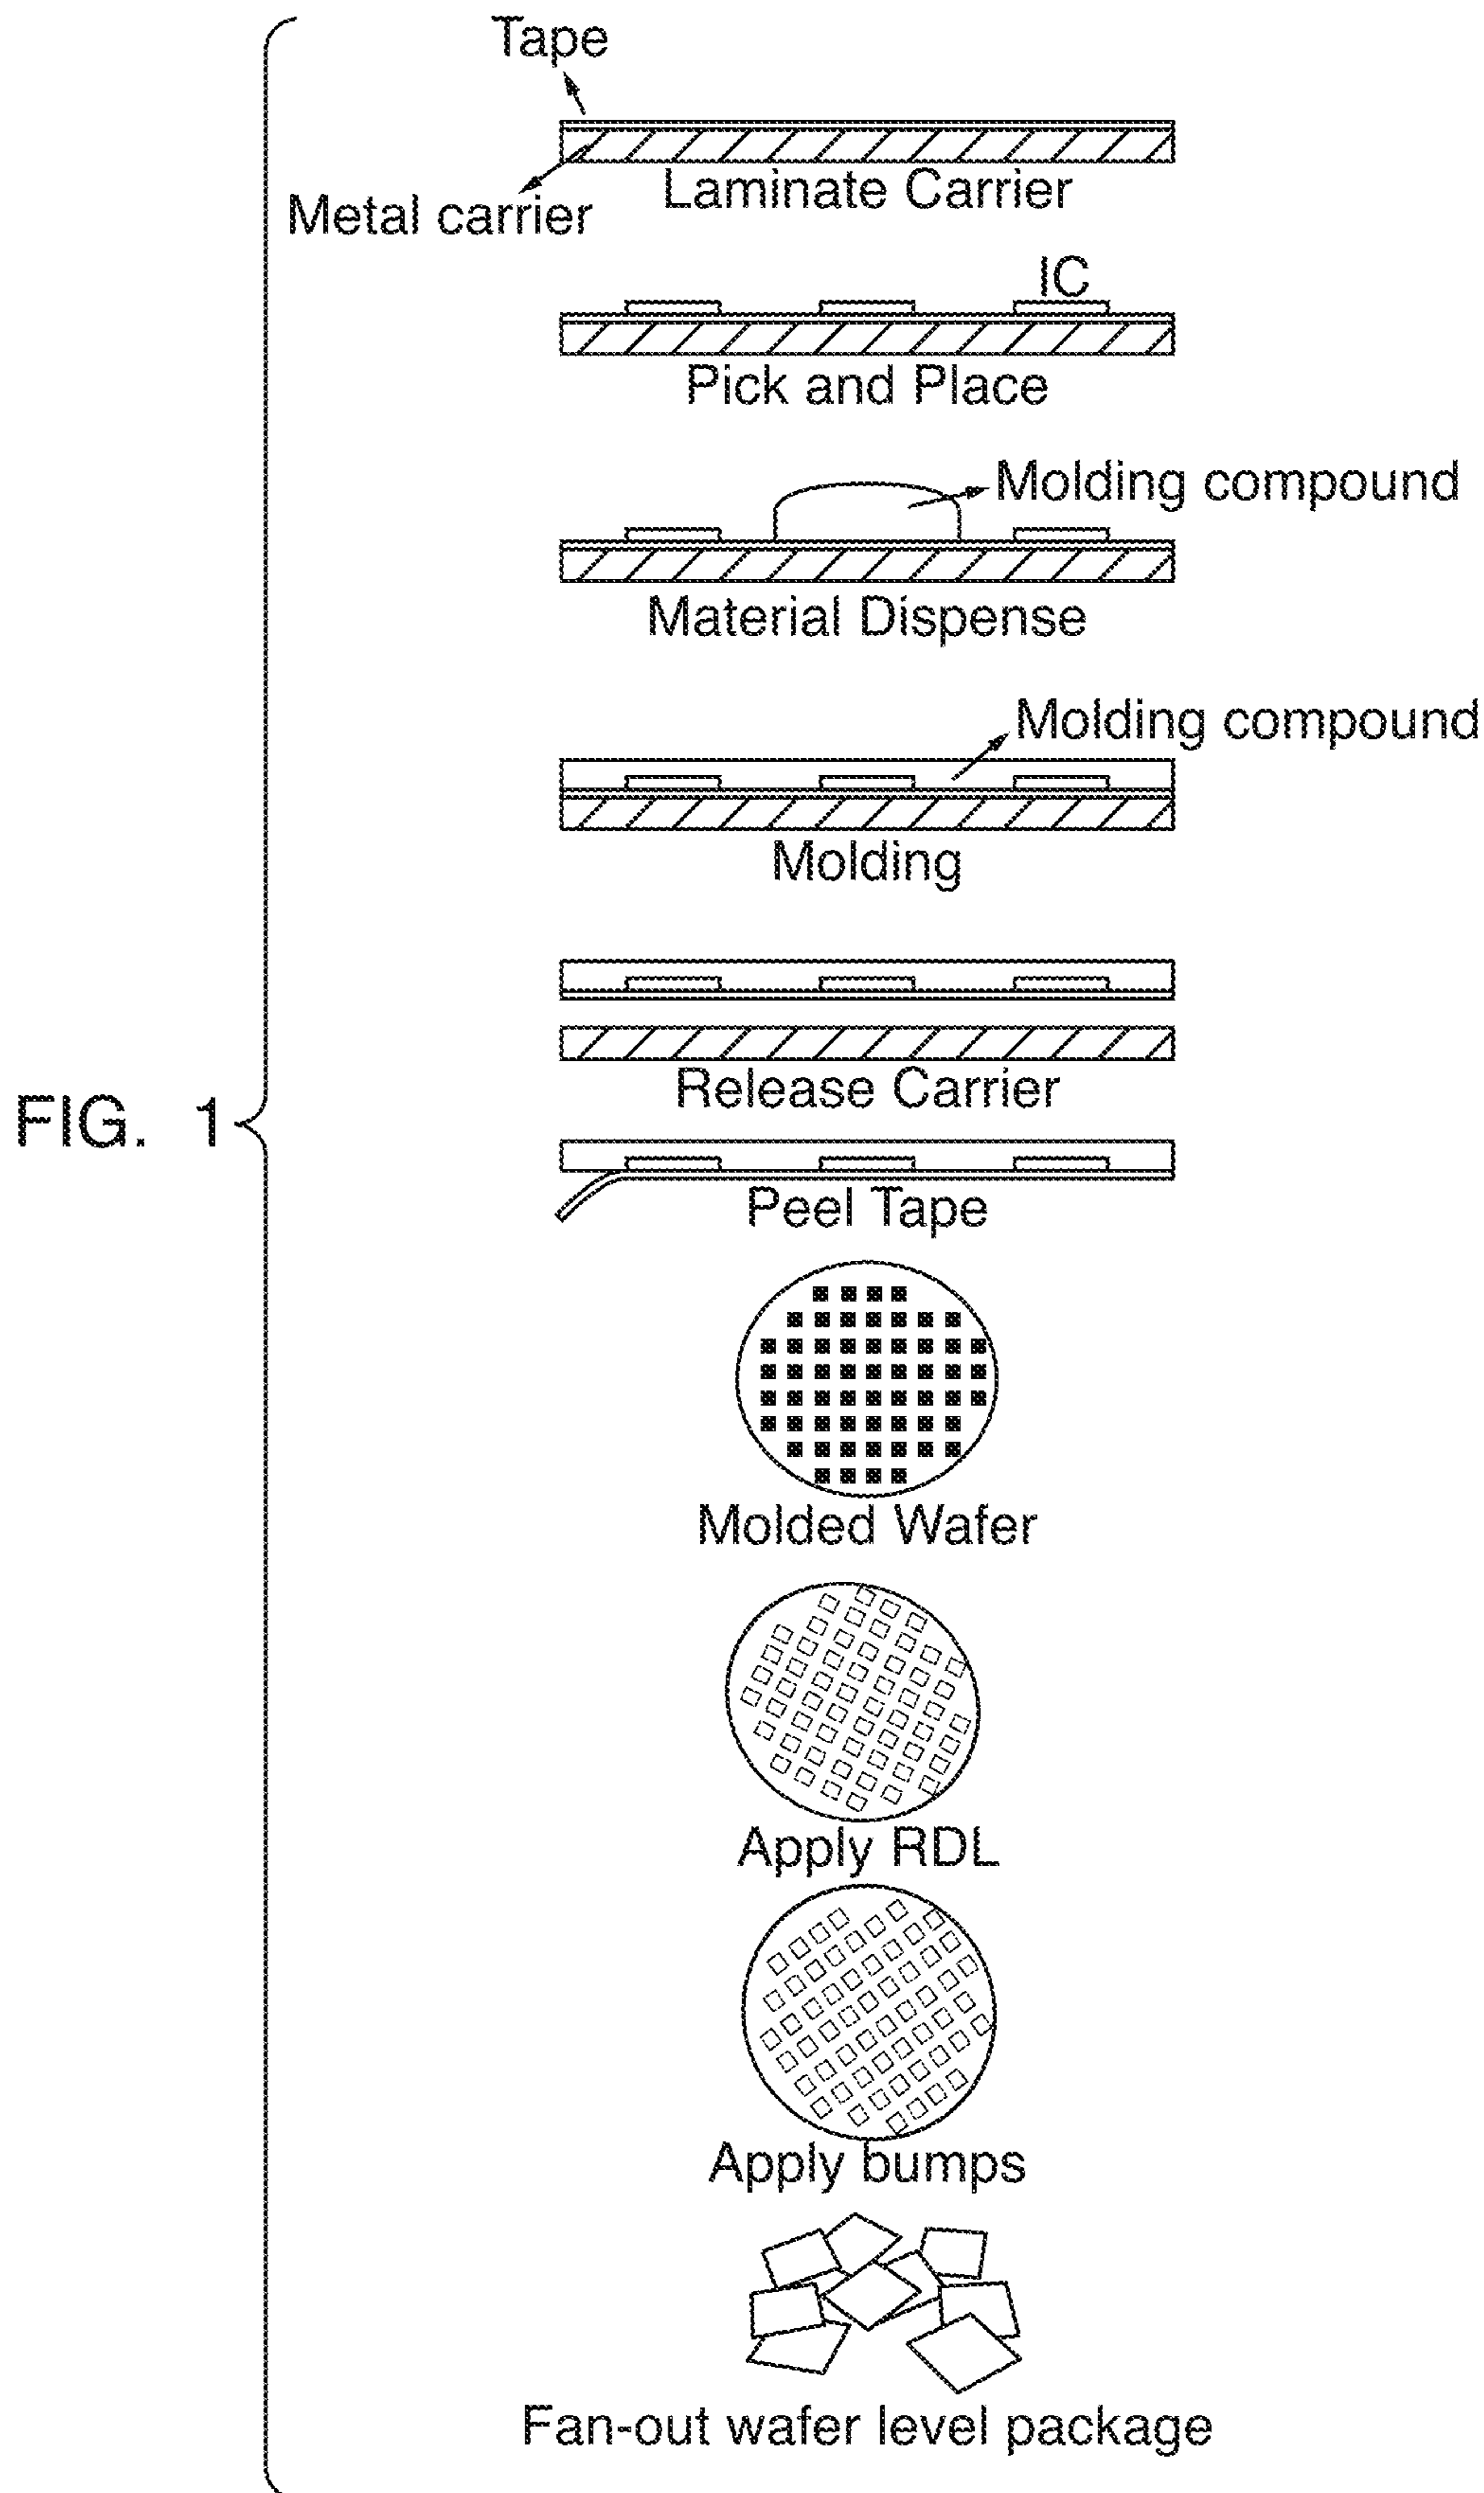 Tape
Metal carrier
Laminate Carrier
IC
Pick and Place
Molding compound
Material Dispense
Molding compound
Molding
Release Carrier
FIG. 1
Peel Tape
Molded Wafer
Apply RDL
Apply bumps
Fan-out wafer level package